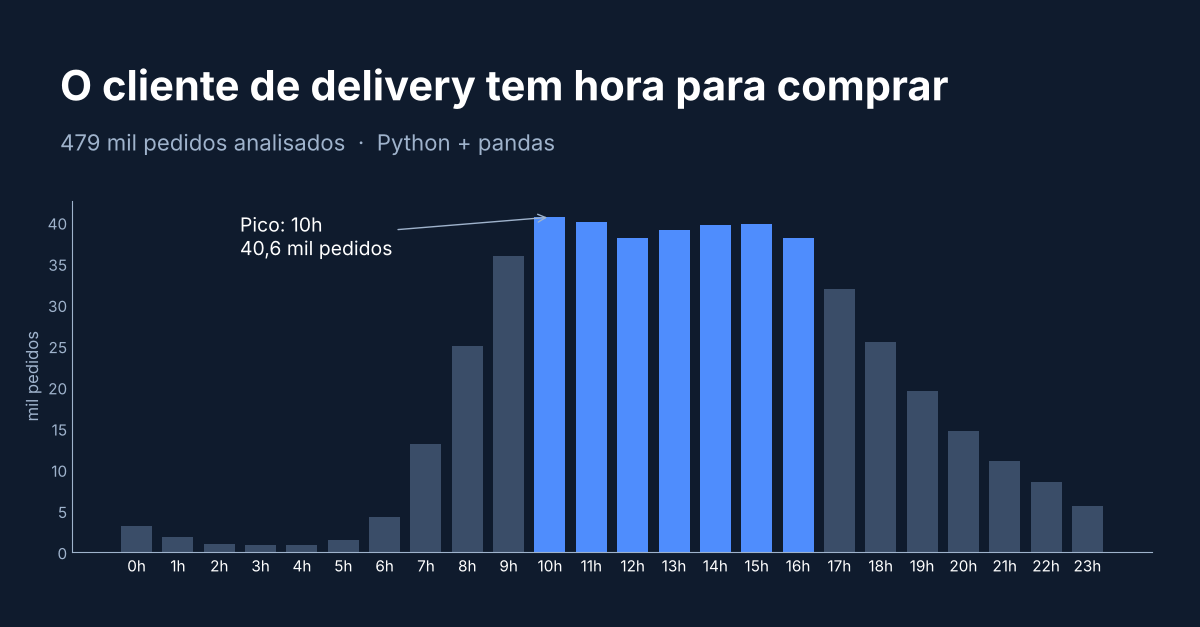 O cliente de delivery tem hora para comprar
479 mil pedidos analisados · Python + pandas
Pico: 10h
40,6 mil pedidos
mil pedidos
40
35
30
25
20
15
10
5
0
0h 1h 2h 3h 4h 5h 6h 7h 8h 9h 10h 11h 12h 13h 14h 15h 16h 17h 18h 19h 20h 21h 22h 23h